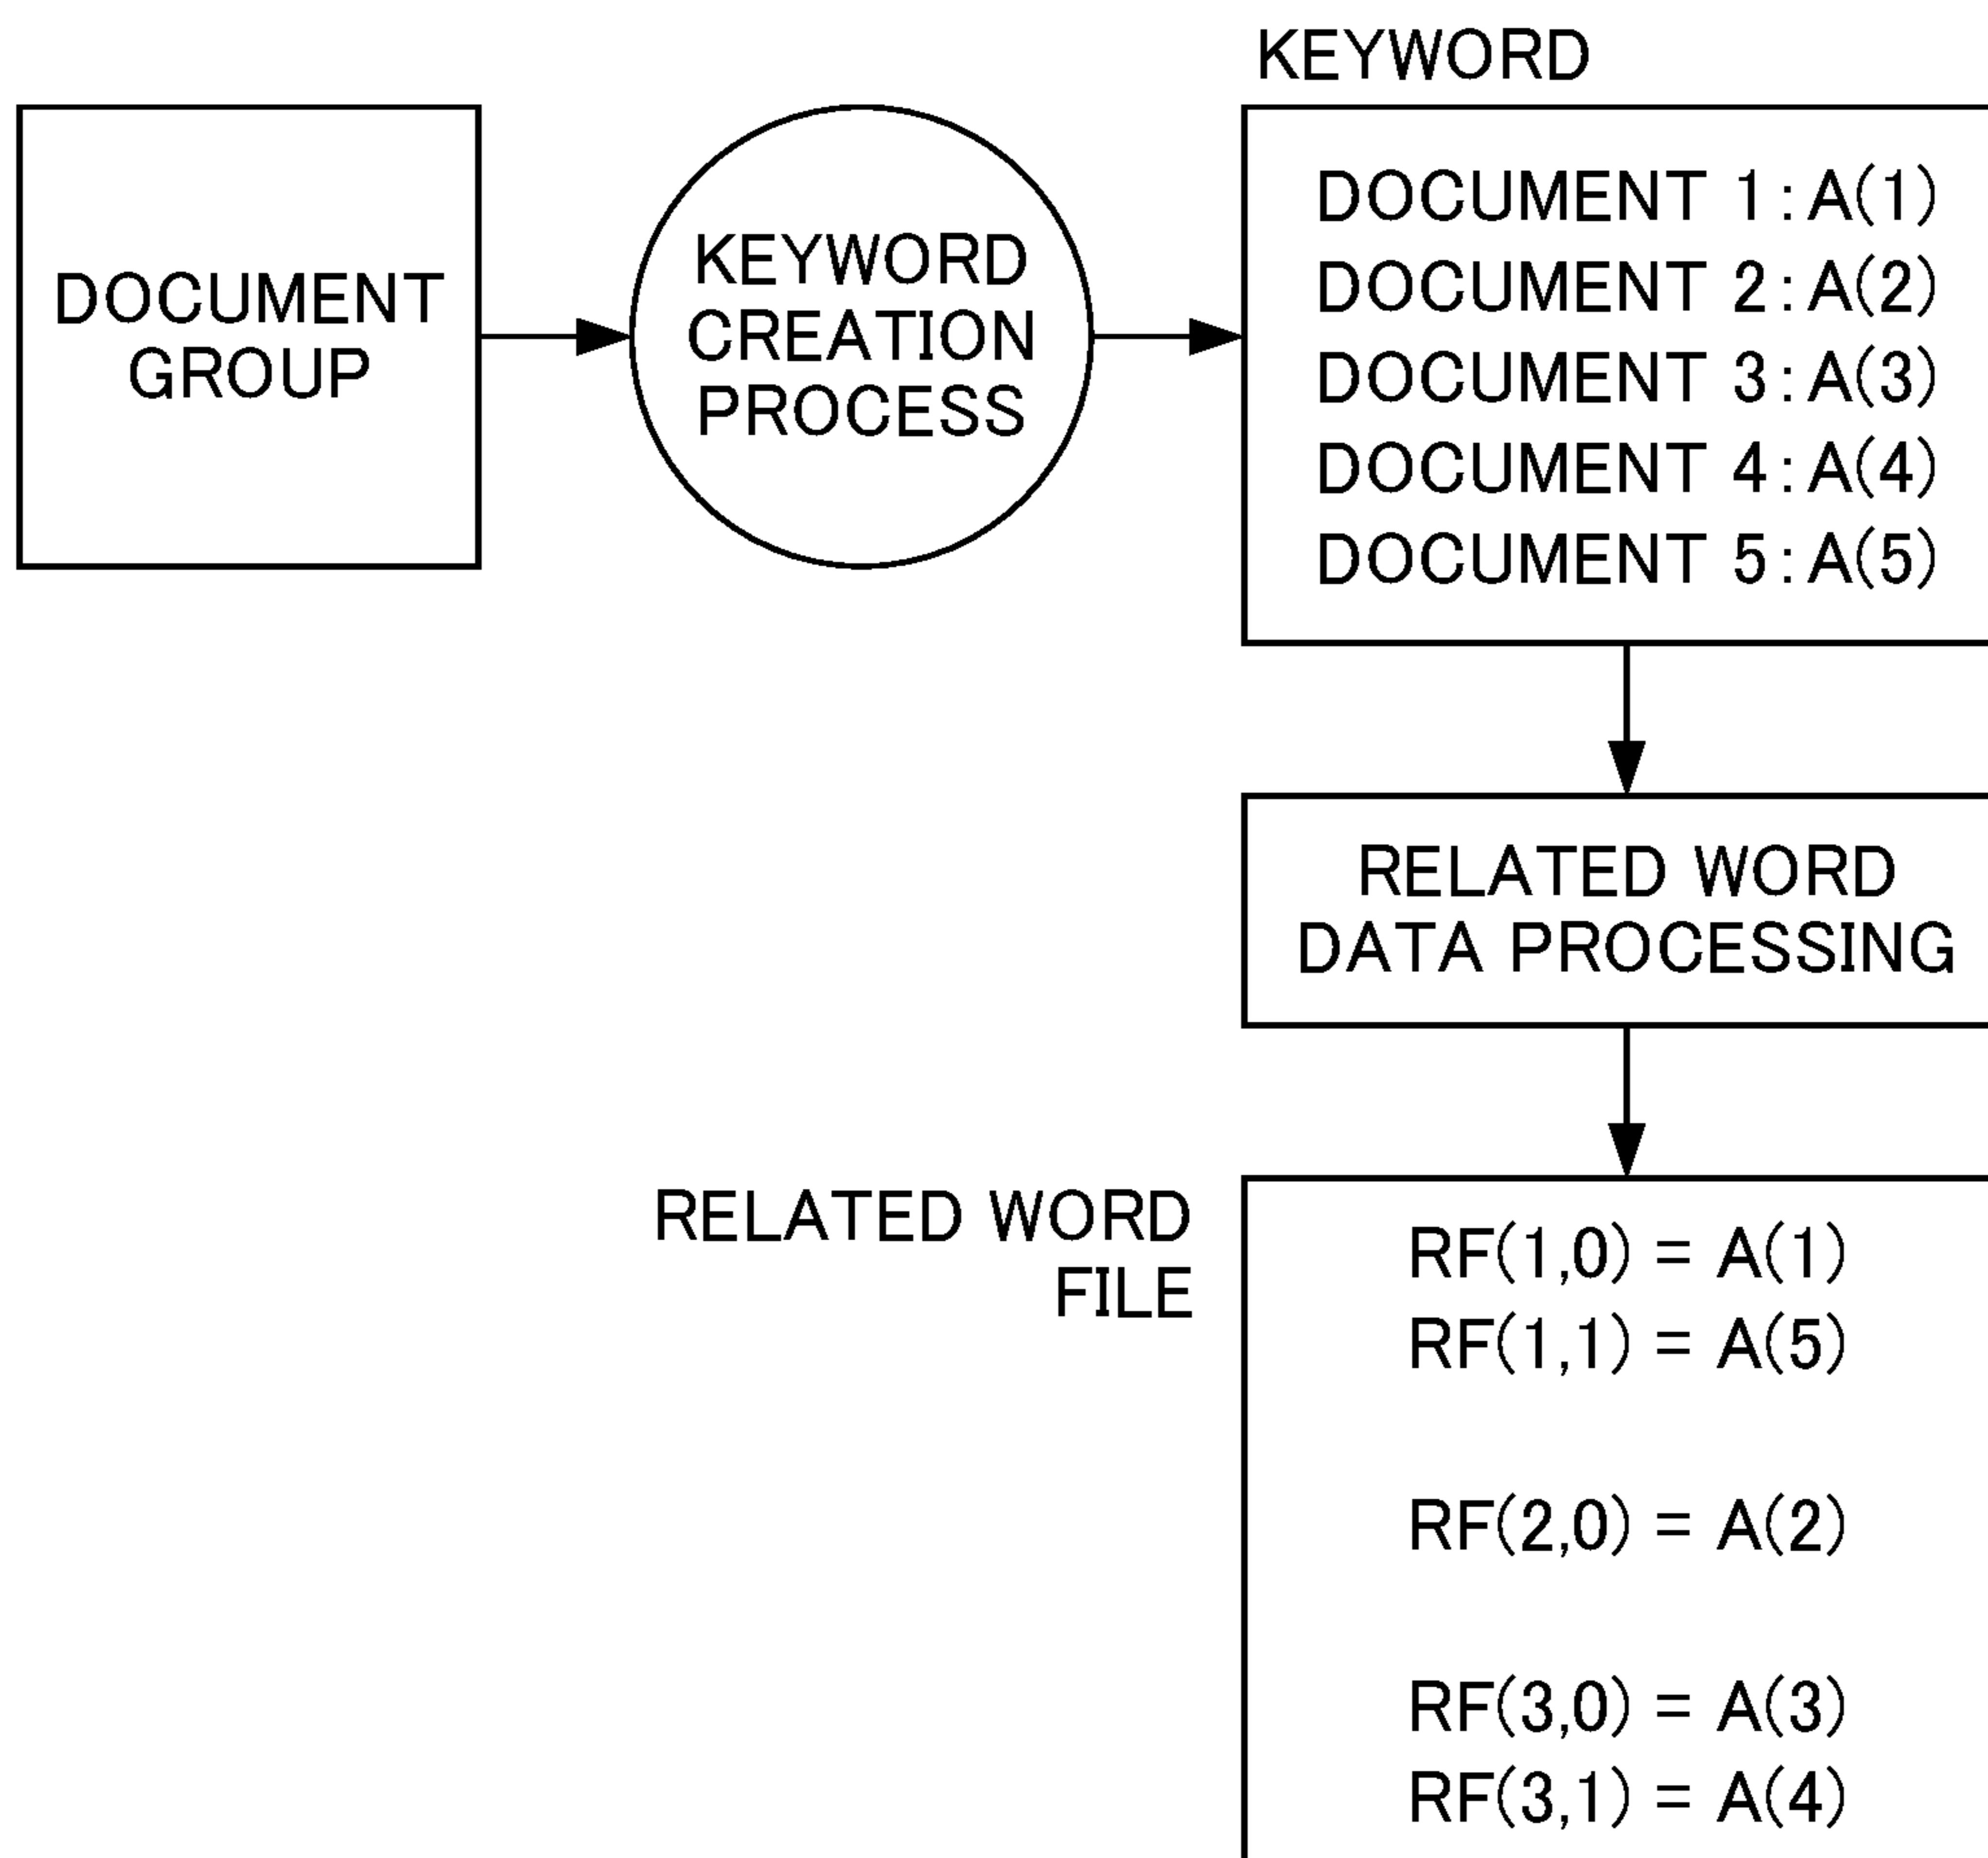 DOCUMENT
GROUP
KEYWORD
CREATION
PROCESS
KEYWORD
DOCUMENT 1:A(1)
DOCUMENT 2:A(2)
DOCUMENT 3:A(3)
DOCUMENT 4:A(4)
DOCUMENT 5:A(5)
RELATED WORD
DATA PROCESSING
RELATED WORD
FILE
RF(1,0) = A(1)
RF(1,1) = A(5)
RF(2,0) = A(2)
RF(3,0) = A(3)
RF(3,1) = A(4)